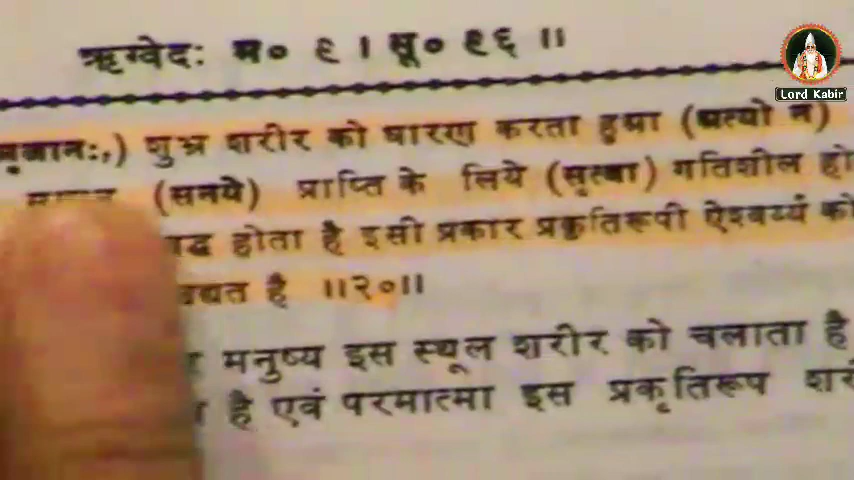 ऋग्वेदः म० ९ । सू० ९६ ॥
Lord Kabir
शुभ्र शरीर को धारण करता हुआ (मत्यो न)
(सनये) प्राप्ति के लिये (सृत्वा) गतिशील हो
होता है इसी प्रकार प्रकृतिरूपी ऐश्वर्य्य को
है ॥२०॥
मनुष्य इस स्थूल शरीर को चलाता है
है एवं परमात्मा इस प्रकृतिरूप